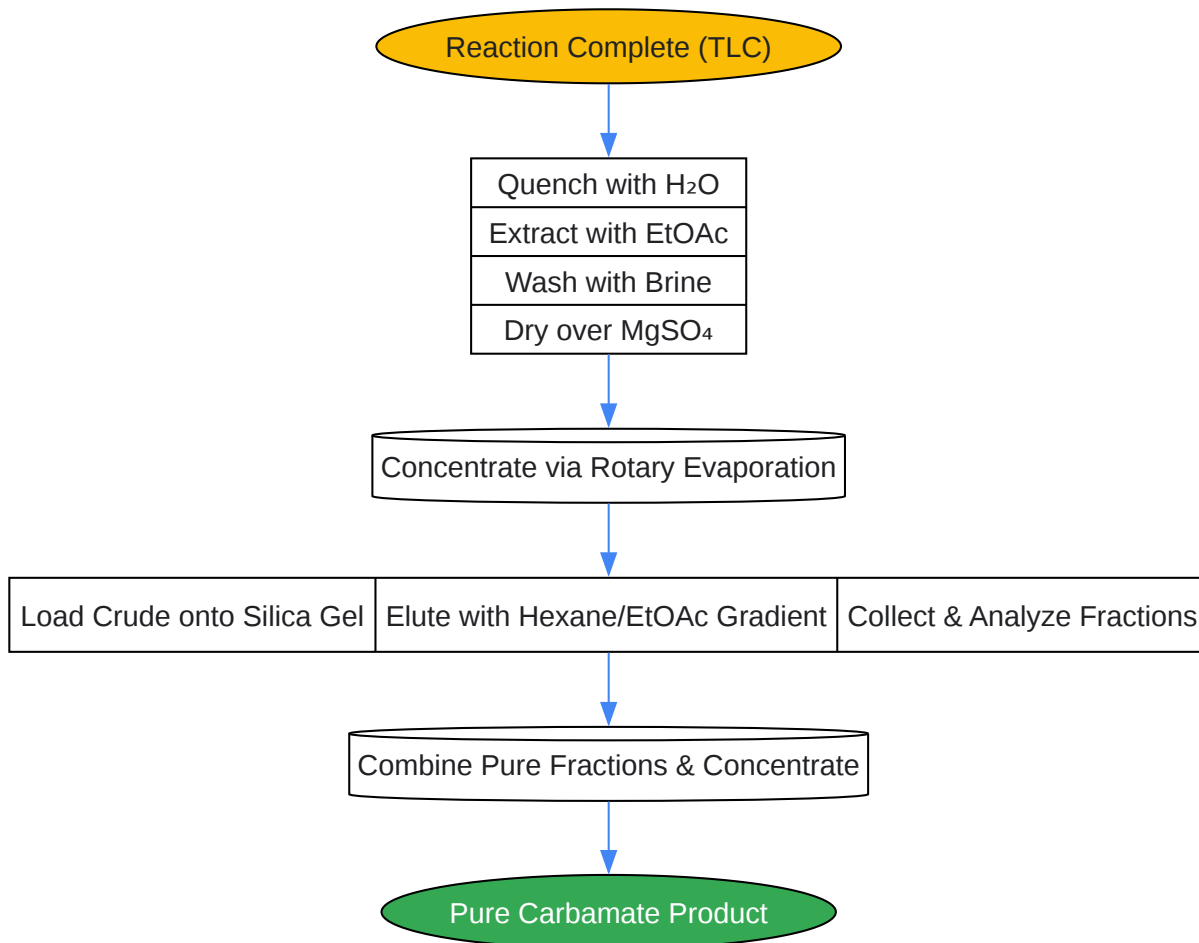 Reaction Complete (TLC)
Quench with H₂O
Extract with EtOAc
Wash with Brine
Dry over MgSO₄
Concentrate via Rotary Evaporation
Load Crude onto Silica Gel
Elute with Hexane/EtOAc Gradient
Collect & Analyze Fractions
Combine Pure Fractions & Concentrate
Pure Carbamate Product